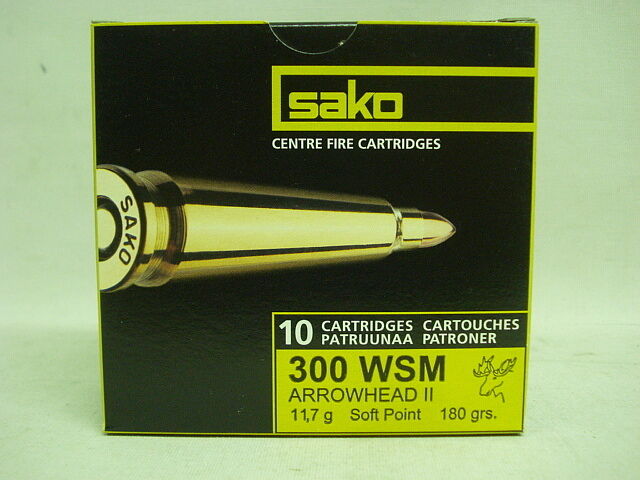 sako
CENTRE FIRE CARTRIDGES
SAKO
10 CARTRIDGES CARTOUCHES
PATRUUNAA PATRONER
300 WSM
ARROWHEAD II
11,7 g Soft Point 180 grs.